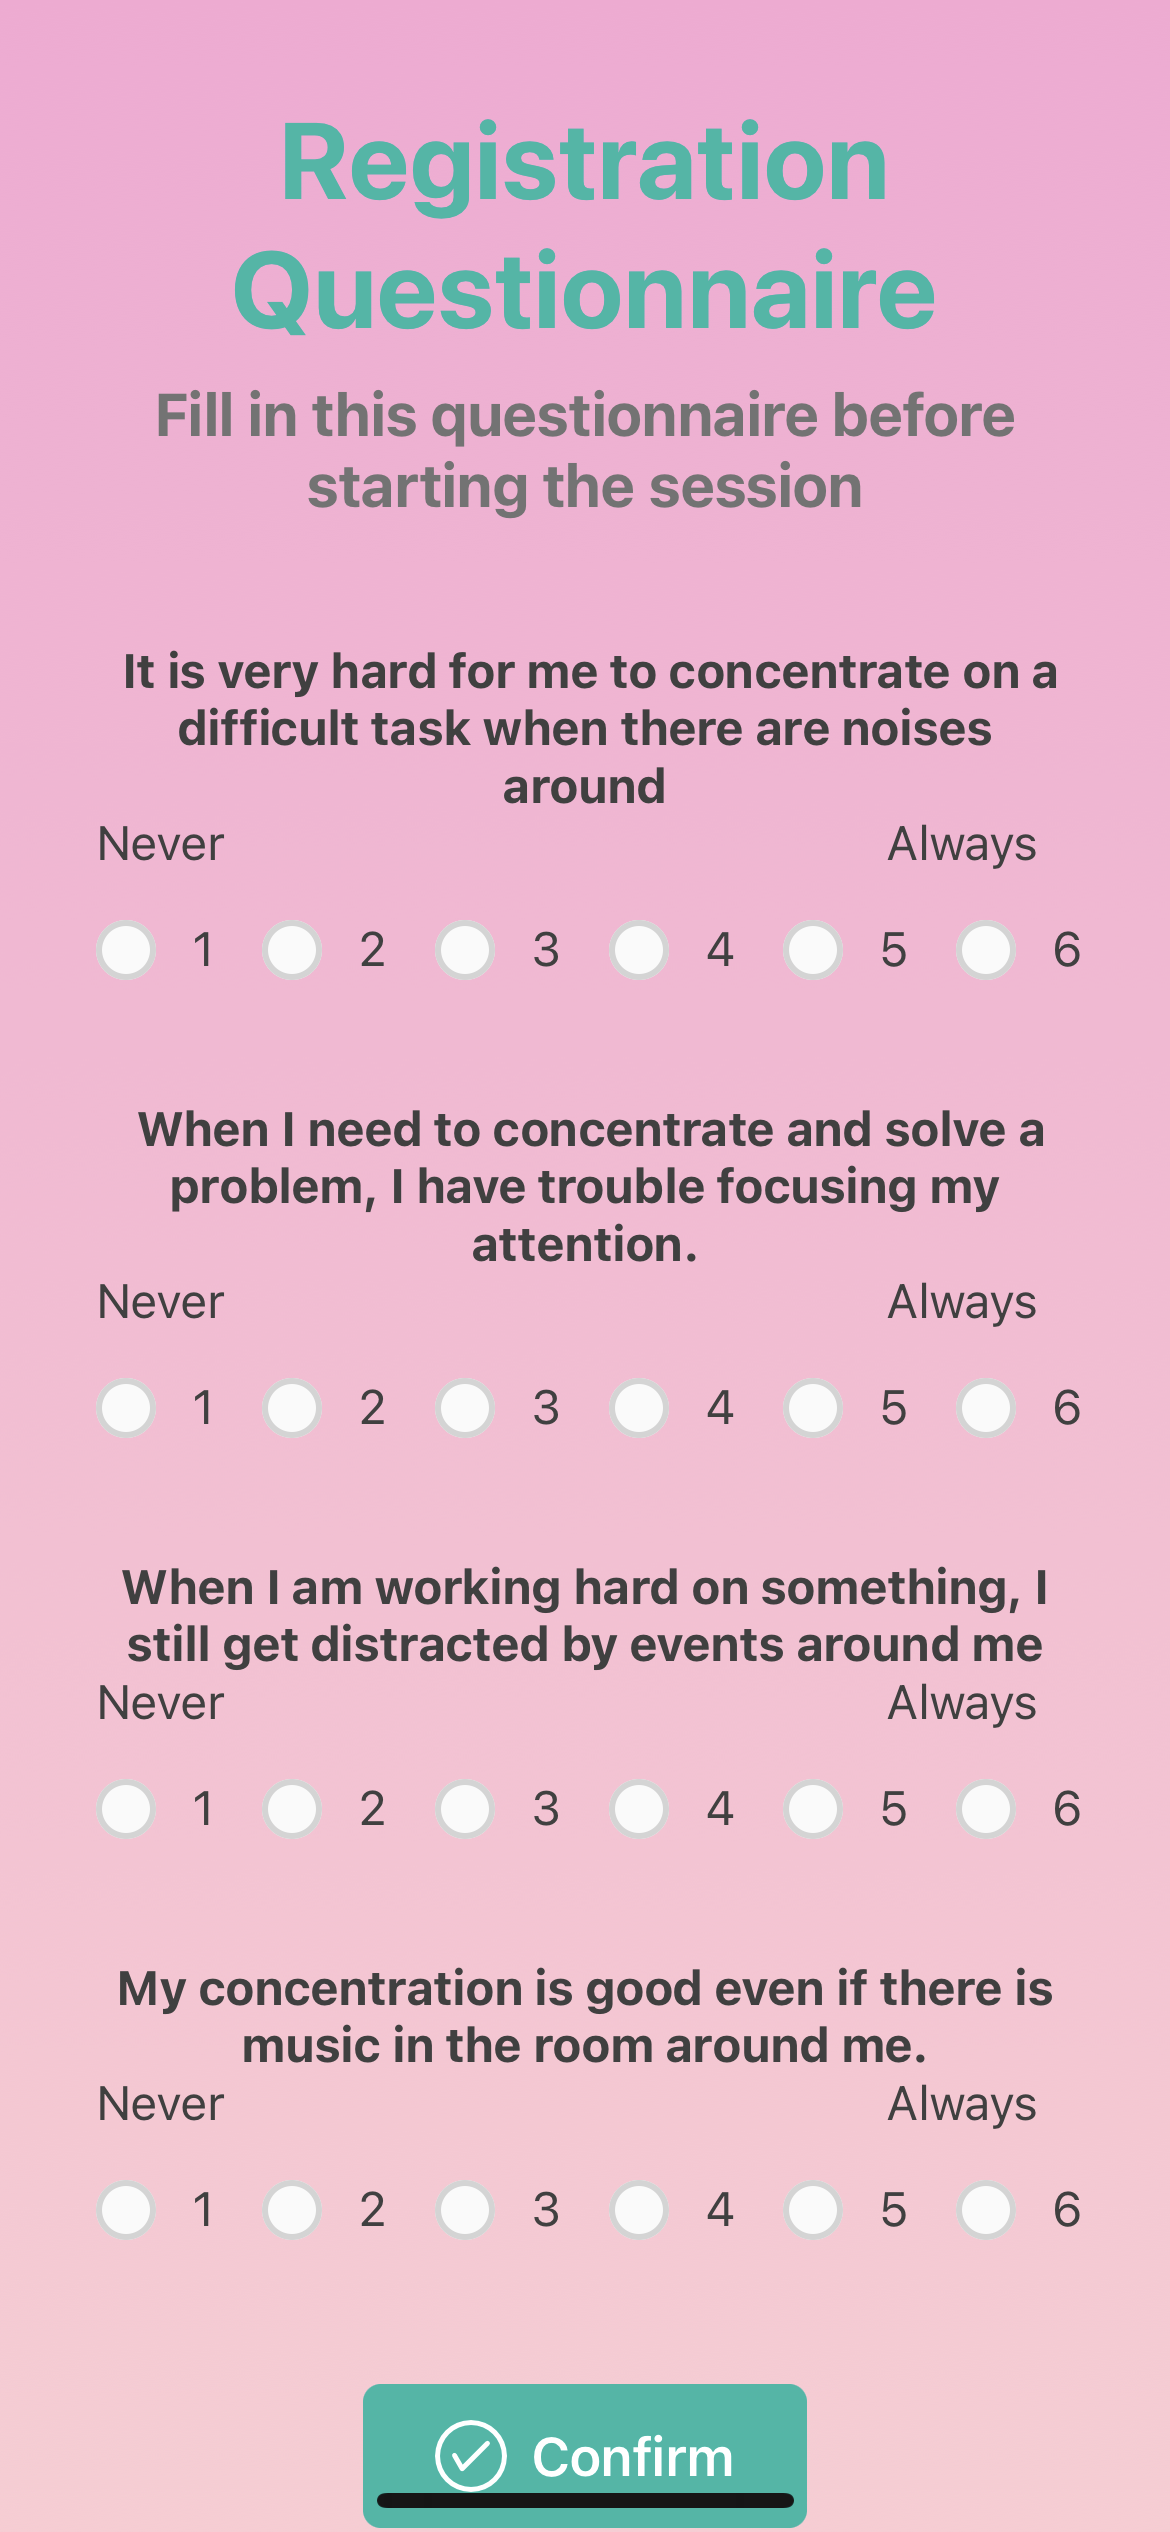 Registration
Questionnaire
Fill in this questionnaire before
starting the session
It is very hard for me to concentrate on a
difficult task when there are noises
around
Never Always
1 2 3 4 5 6
When I need to concentrate and solve a
problem, I have trouble focusing my
attention.
Never Always
1 2 3 4 5 6
When I am working hard on something, I
still get distracted by events around me
Never Always
1 2 3 4 5 6
My concentration is good even if there is
music in the room around me.
Never Always
1 2 3 4 5 6
Confirm